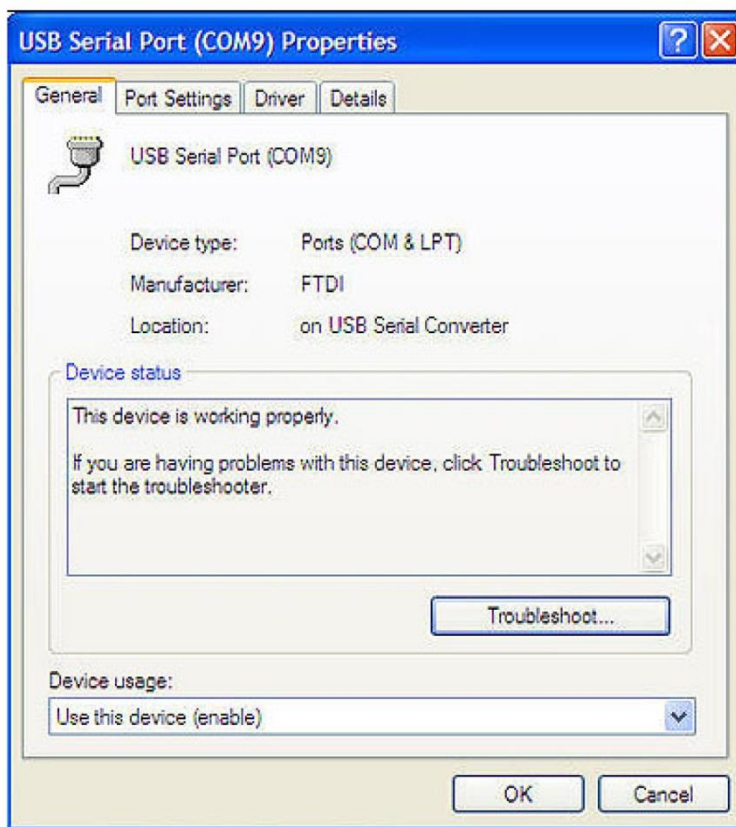 USB Serial Port (COM9) Properties
General Port Settings Driver Details
USB Serial Port (COM9)
Device type: Ports (COM & LPT)
Manufacturer: FTDI
Location: on USB Serial Converter
Device status
This device is working properly.
If you are having problems with this device, click Troubleshoot to
start the troubleshooter.
Troubleshoot...
Device usage:
Use this device (enable)
OK Cancel